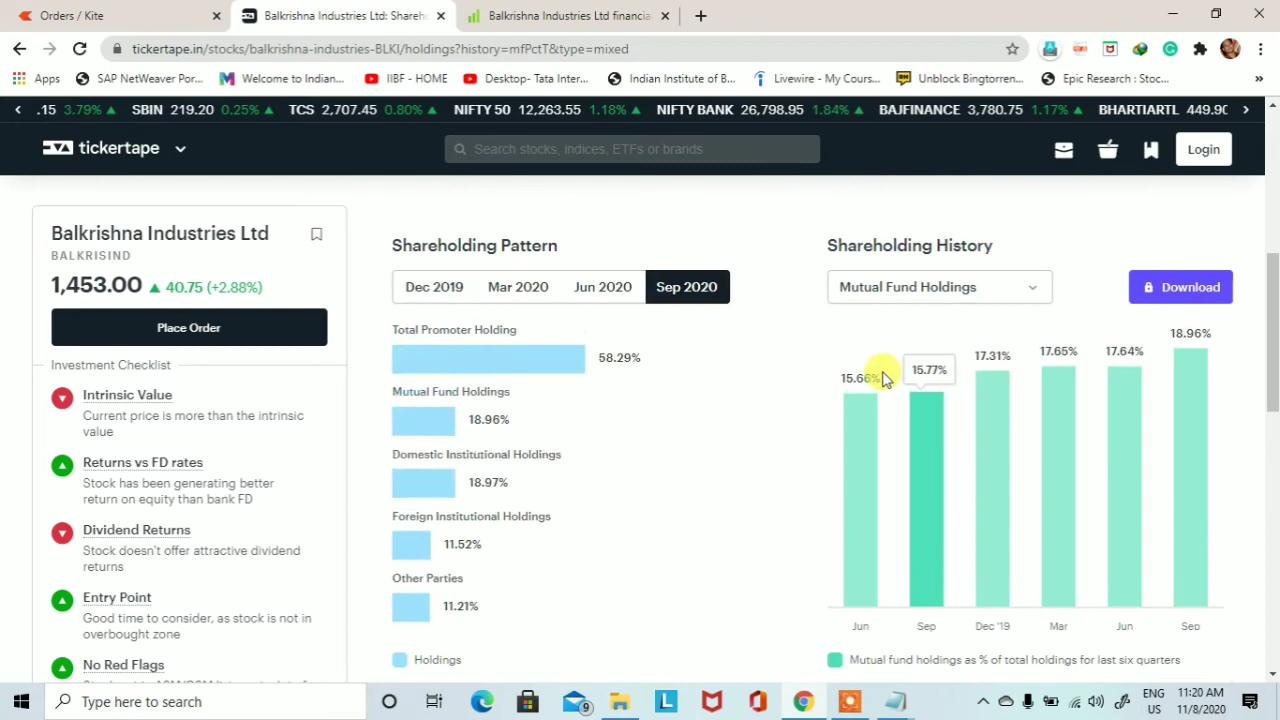 Orders / Kite
Balkrishna Industries Ltd: Shareh
Balkrishna Industries Ltd financia
tickertape.in/stocks/balkrishna-industries-BLKI/holdings?history=mfPctT&type=mixed
Apps
SAP NetWeaver Por...
Welcome to Indian...
IIBF - HOME
Desktop- Tata Inter...
Indian Institute of B...
Livewire - My Cours...
Unblock Bingtorren...
Epic Research : Stoc...
.15 3.79% SBIN 219.20 0.25% TCS 2,707.45 0.80% NIFTY 50 12,263.55 1.18% NIFTY BANK 26,798.95 1.84% BAJFINANCE 3,780.75 1.17% BHARTIARTL 449.90
tickertape
Search stocks, indices, ETFs or brands
Login
Balkrishna Industries Ltd
BALKRISIND
1,453.00 40.75 (+2.88%)
Place Order
Investment Checklist
Intrinsic Value
Current price is more than the intrinsic
value
Returns vs FD rates
Stock has been generating better
return on equity than bank FD
Dividend Returns
Stock doesn't offer attractive dividend
returns
Entry Point
Good time to consider, as stock is not in
overbought zone
No Red Flags
Shareholding Pattern
Dec 2019 Mar 2020 Jun 2020 Sep 2020
Total Promoter Holding
58.29%
Mutual Fund Holdings
18.96%
Domestic Institutional Holdings
18.97%
Foreign Institutional Holdings
11.52%
Other Parties
11.21%
Holdings
Shareholding History
Mutual Fund Holdings
Download
15.66% 15.77% 17.31% 17.65% 17.64% 18.96%
Jun Sep Dec '19 Mar Jun Sep
Mutual fund holdings as % of total holdings for last six quarters
Type here to search
9
ENG
US
11:20 AM
11/8/2020